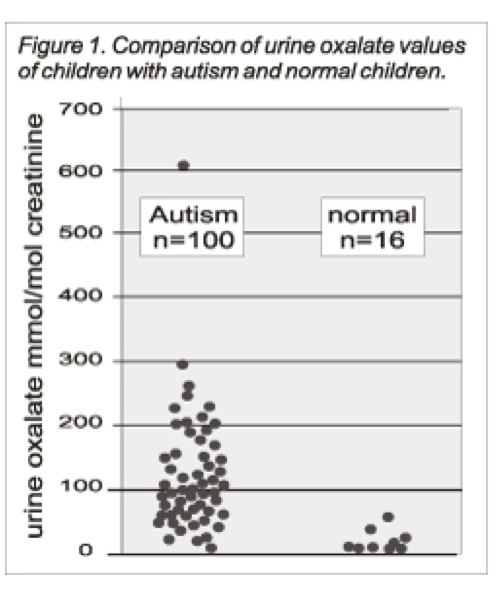 Figure 1. Comparison of urine oxalate values
of children with autism and normal children.
700
600
500
400
300
200
100
0
urine oxalate mmol/mol creatinine
Autism
n=100
normal
n=16